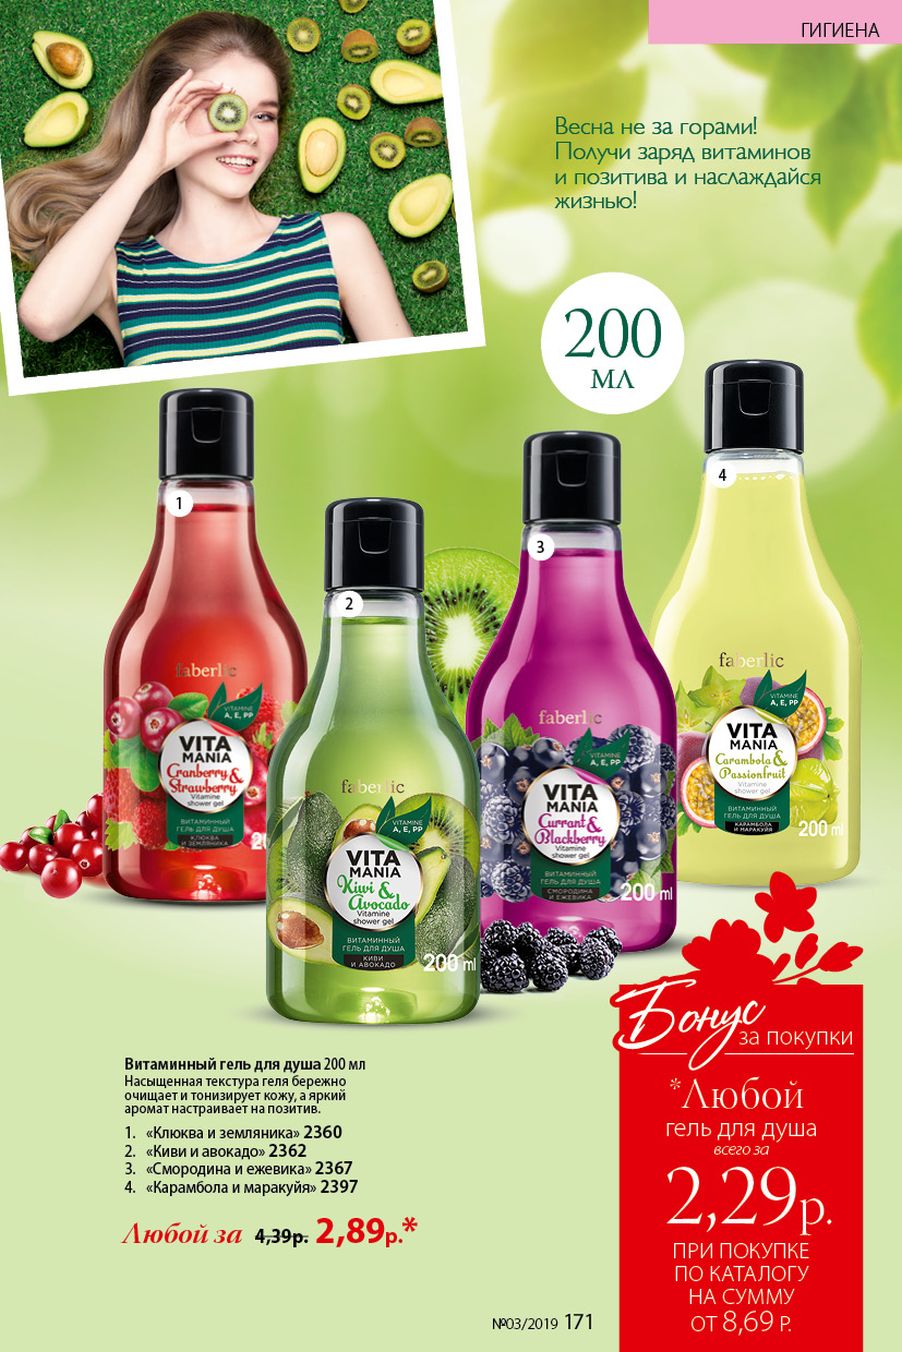 ГИГИЕНА
Весна не за горами!
Получи заряд витаминов
и позитива и наслаждайся
жизнью!
200
МЛ
1
faberlic
VITAMINE
A, E, PP
VITA
MANIA
Cranberry &
Strawberry
Vitamine
shower gel
ВИТАМИННЫЙ
ГЕЛЬ ДЛЯ ДУША
КЛЮКВА
И ЗЕМЛЯНИКА
2
faberlic
VITAMINE
A, E, PP
VITA
MANIA
Kiwi &
Avocado
Vitamine
shower gel
ВИТАМИННЫЙ
ГЕЛЬ ДЛЯ ДУША
КИВИ
И АВОКАДО
200 ml
3
faberlic
VITAMINE
A, E, PP
VITA
MANIA
Currant &
Blackberry
Vitamine
shower gel
ВИТАМИННЫЙ
ГЕЛЬ ДЛЯ ДУША
СМОРОДИНА
И ЕЖЕВИКА
200 ml
4
faberlic
VITAMINE
A, E, PP
VITA
MANIA
Carambola &
Passionfruit
Vitamine
shower gel
ВИТАМИННЫЙ
ГЕЛЬ ДЛЯ ДУША
КАРАМБОЛА
И МАРАКУЙЯ
200 ml
Витаминный гель для душа 200 мл
Насыщенная текстура геля бережно
очищает и тонизирует кожу, а яркий
аромат настраивает на позитив.
1. «Клюква и земляника» 2360
2. «Киви и авокадо» 2362
3. «Смородина и ежевика» 2367
4. «Карамбола и маракуйя» 2397
Любой за 4,39р. 2,89р.*
Бонус
за покупки
*Любой
гель для душа
всего за
2,29р.
ПРИ ПОКУПКЕ
ПО КАТАЛОГУ
НА СУММУ
ОТ 8,69 Р.
№03/2019 171